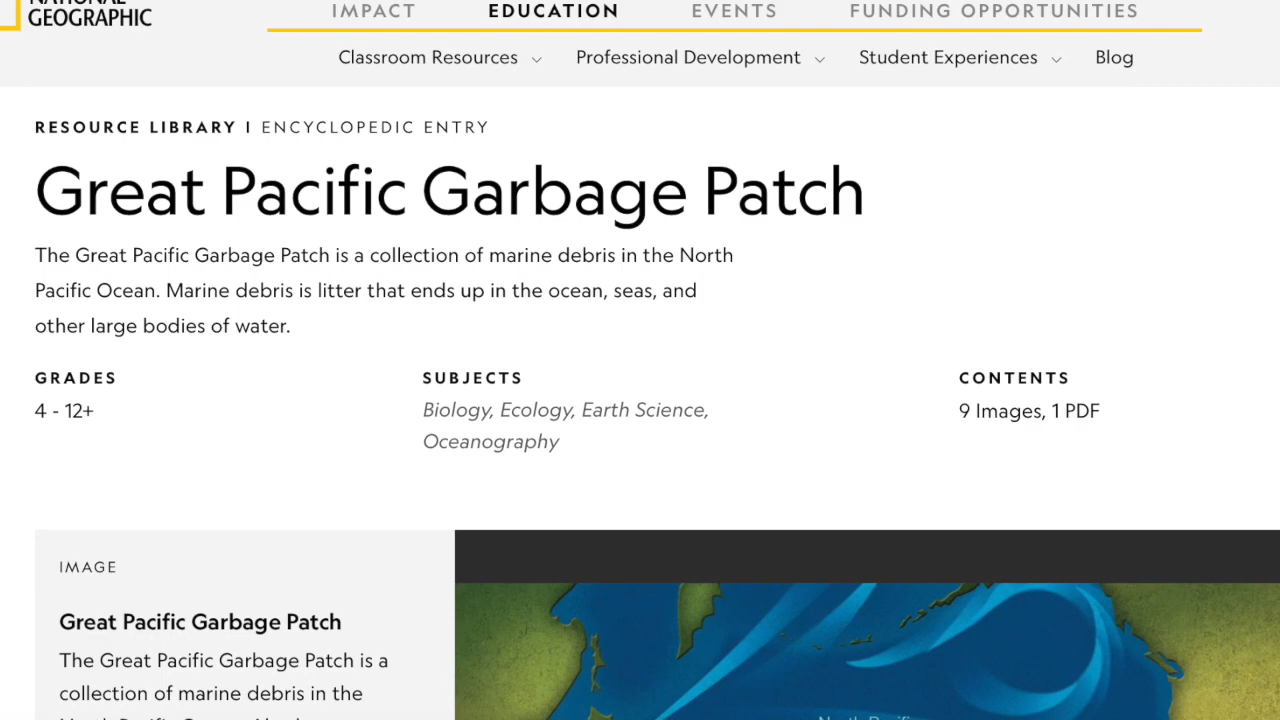 NATIONAL
GEOGRAPHIC
IMPACT EDUCATION EVENTS FUNDING OPPORTUNITIES
Classroom Resources Professional Development Student Experiences Blog
RESOURCE LIBRARY | ENCYCLOPEDIC ENTRY
Great Pacific Garbage Patch
The Great Pacific Garbage Patch is a collection of marine debris in the North
Pacific Ocean. Marine debris is litter that ends up in the ocean, seas, and
other large bodies of water.
GRADES
4 - 12+
SUBJECTS
Biology, Ecology, Earth Science,
Oceanography
CONTENTS
9 Images, 1 PDF
IMAGE
Great Pacific Garbage Patch
The Great Pacific Garbage Patch is a
collection of marine debris in the
North Pacific